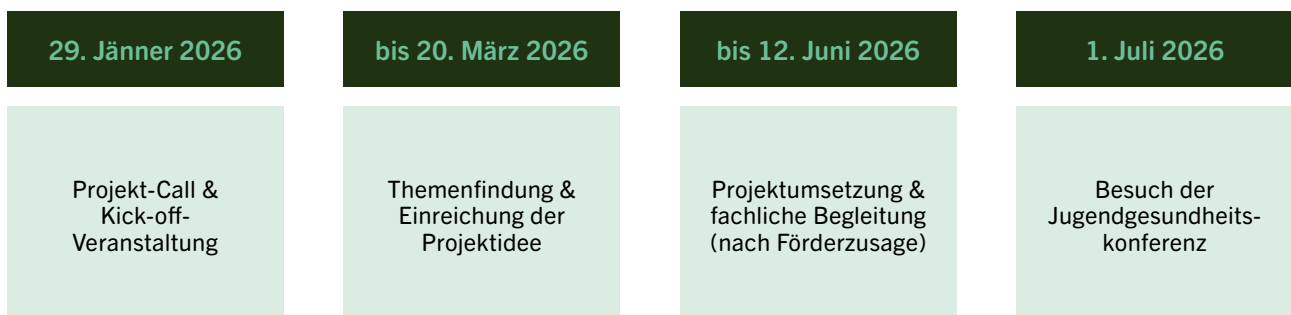 29. Jänner 2026
Projekt-Call &
Kick-off-
Veranstaltung
bis 20. März 2026
Themenfindung &
Einreichung der
Projektidee
bis 12. Juni 2026
Projektumsetzung &
fachliche Begleitung
(nach Förderzusage)
1. Juli 2026
Besuch der
Jugendgesundheits-
konferenz